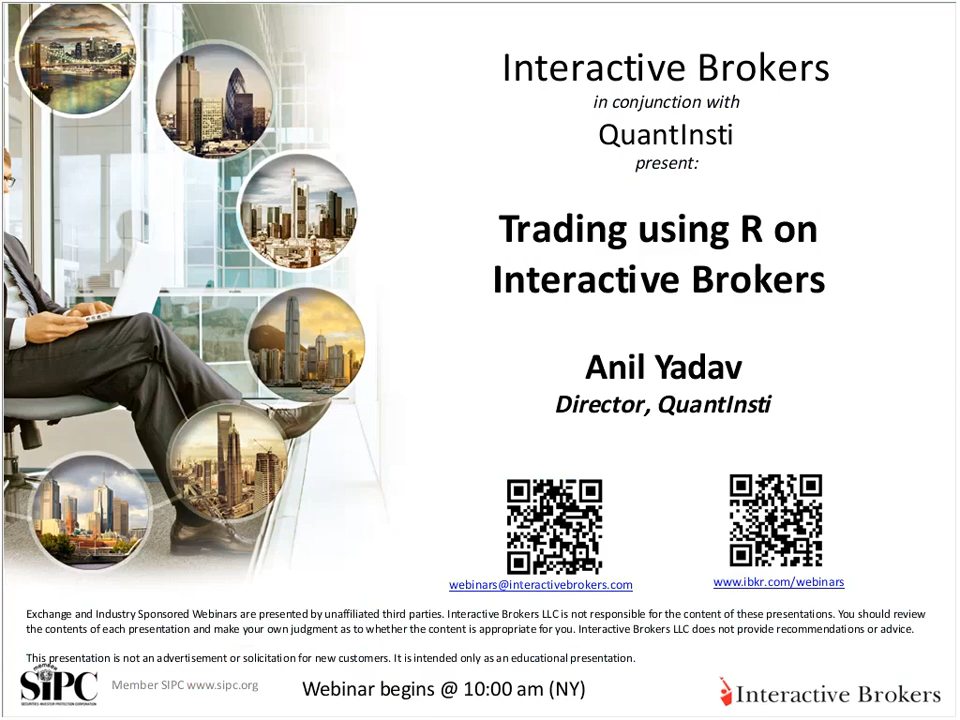 Interactive Brokers
in conjunction with
QuantInsti
present:
Trading using R on
Interactive Brokers
Anil Yadav
Director, QuantInsti
webinars@interactivebrokers.com
www.ibkr.com/webinars
Exchange and Industry Sponsored Webinars are presented by unaffiliated third parties. Interactive Brokers LLC is not responsible for the content of these presentations. You should review
the contents of each presentation and make your own judgment as to whether the content is appropriate for you. Interactive Brokers LLC does not provide recommendations or advice.
This presentation is not an advertisement or solicitation for new customers. It is intended only as an educational presentation.
MEMBER
SIPC
SECURITIES INVESTOR PROTECTION CORPORATION
Member SIPC www.sipc.org
Webinar begins @ 10:00 am (NY)
Interactive Brokers